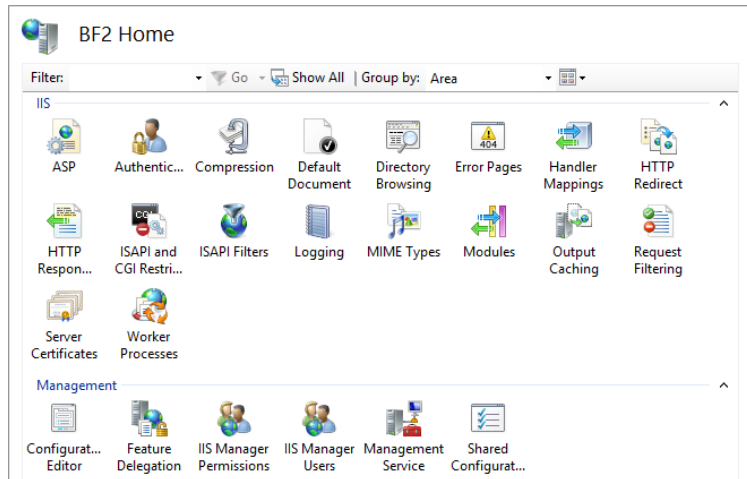 BF2 Home
Filter: Go Show All Group by: Area
IIS
ASP Authentic... Compression Default Document Directory Browsing Error Pages Handler Mappings HTTP Redirect
HTTP Respon... ISAPI and CGI Restri... ISAPI Filters Logging MIME Types Modules Output Caching Request Filtering
Server Certificates Worker Processes
Management
Configurat... Editor Feature Delegation IIS Manager Permissions IIS Manager Users Management Service Shared Configurat...